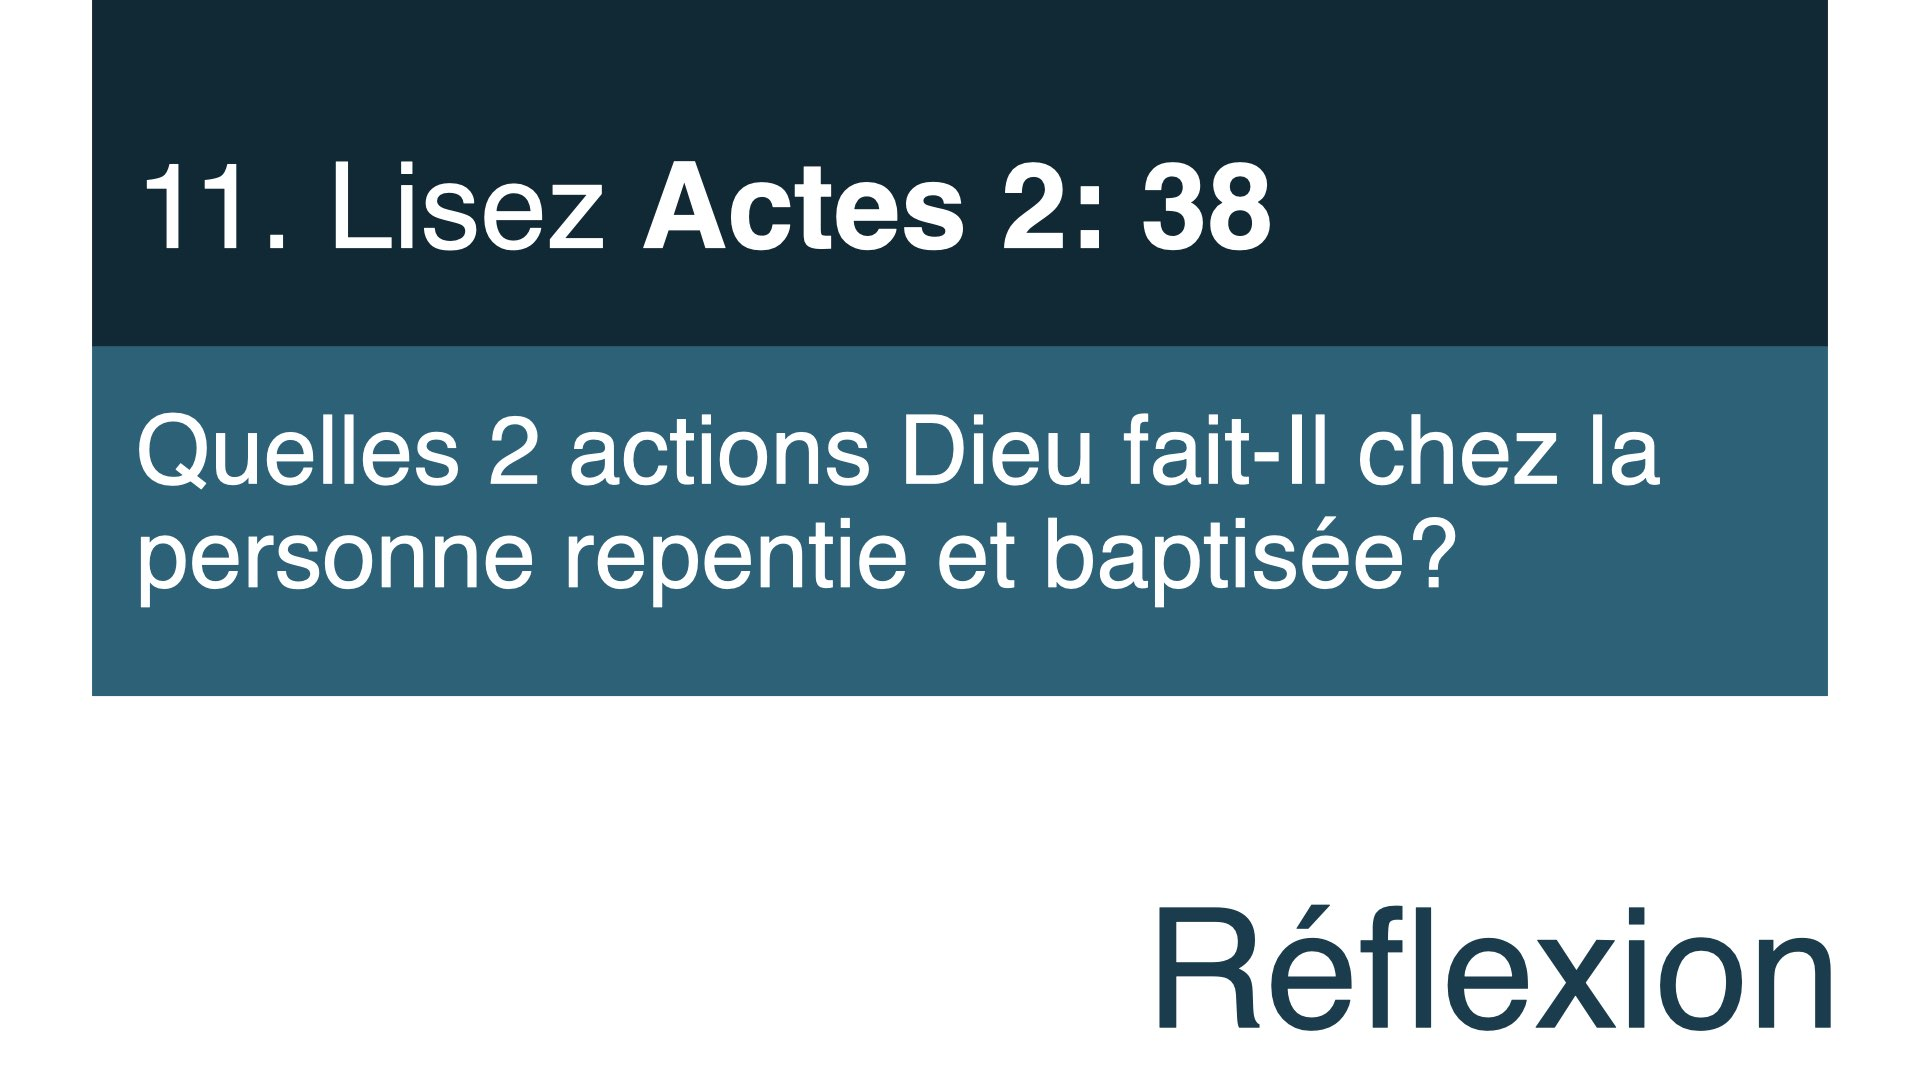 11. Lisez Actes 2: 38
Quelles 2 actions Dieu fait-Il chez la
personne repentie et baptisée?
Réflexion